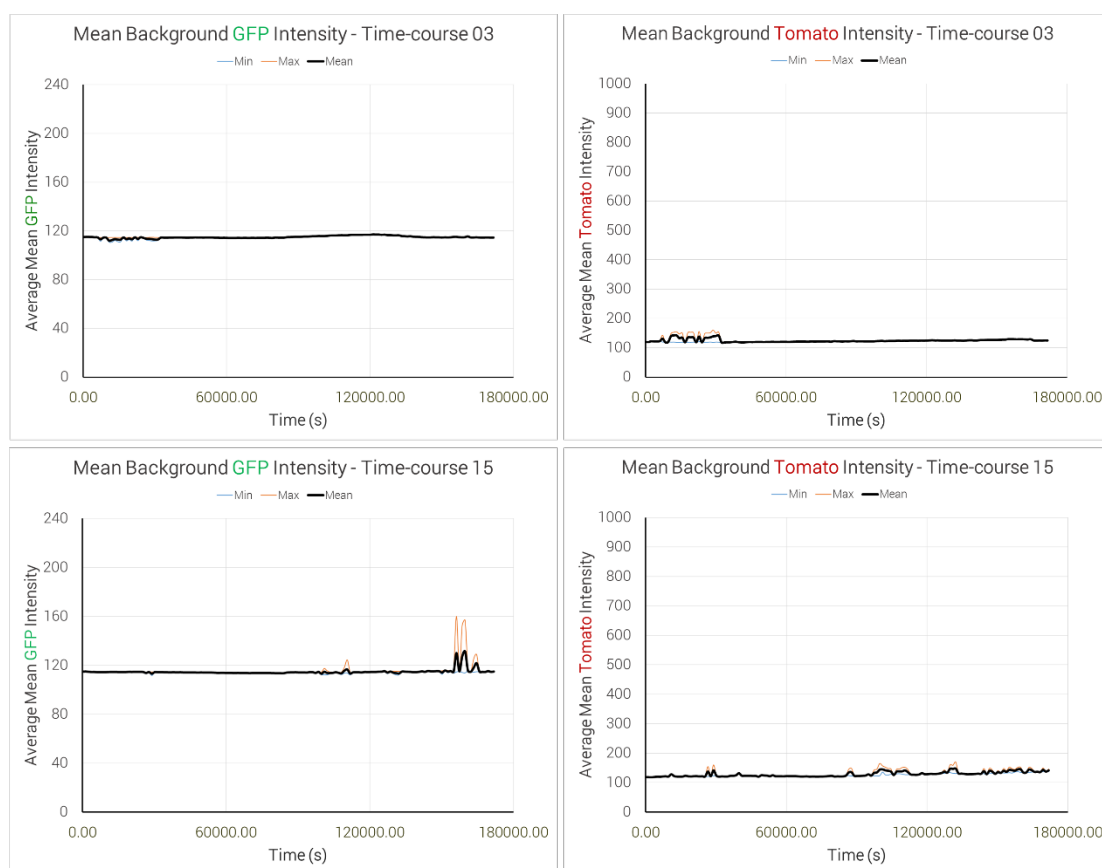 Mean Background GFP Intensity - Time-course 03
Min Max Mean
Average Mean GFP Intensity
240
200
160
120
80
40
0
0.00 60000.00 120000.00 180000.00
Time (s)
Mean Background Tomato Intensity - Time-course 03
Min Max Mean
Average Mean Tomato Intensity
1000
900
800
700
600
500
400
300
200
100
0
0.00 60000.00 120000.00 180000.00
Time (s)
Mean Background GFP Intensity - Time-course 15
Min Max Mean
Average Mean GFP Intensity
240
200
160
120
80
40
0
0.00 60000.00 120000.00 180000.00
Time (s)
Mean Background Tomato Intensity - Time-course 15
Min Max Mean
Average Mean Tomato Intensity
1000
900
800
700
600
500
400
300
200
100
0
0.00 60000.00 120000.00 180000.00
Time (s)